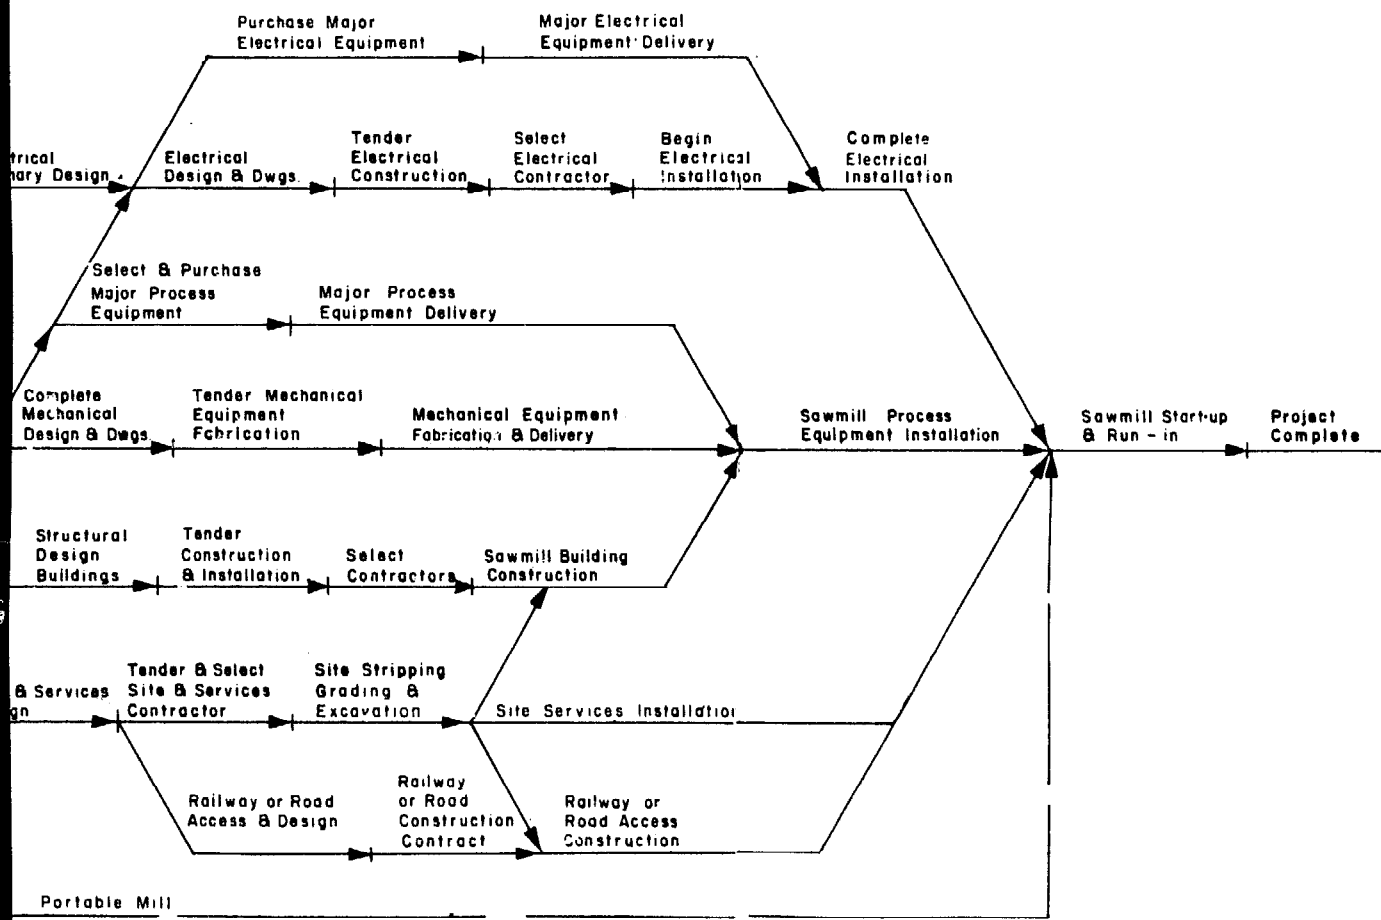 Purchase Major
Electrical Equipment
Major Electrical
Equipment Delivery
trical
nary Design
Electrical
Design & Dwgs.
Tender
Electrical
Construction
Select
Electrical
Contractor
Begin
Electrical
Installation
Complete
Electrical
Installation
Select & Purchase
Major Process
Equipment
Major Process
Equipment Delivery
Complete
Mechanical
Design & Dwgs.
Tender Mechanical
Equipment
Fabrication
Mechanical Equipment
Fabrication & Delivery
Sawmill Process
Equipment Installation
Sawmill Start-up
& Run - in
Project
Complete
Structural
Design
Buildings
Tender
Construction
& Installation
Select
Contractors
Sawmill Building
Construction
& Services
gn
Tender & Select
Site & Services
Contractor
Site Stripping
Grading &
Excavation
Site Services Installation
Railway or Road
Access & Design
Railway
or Road
Construction
Contract
Railway or
Road Access
Construction
Portable Mill